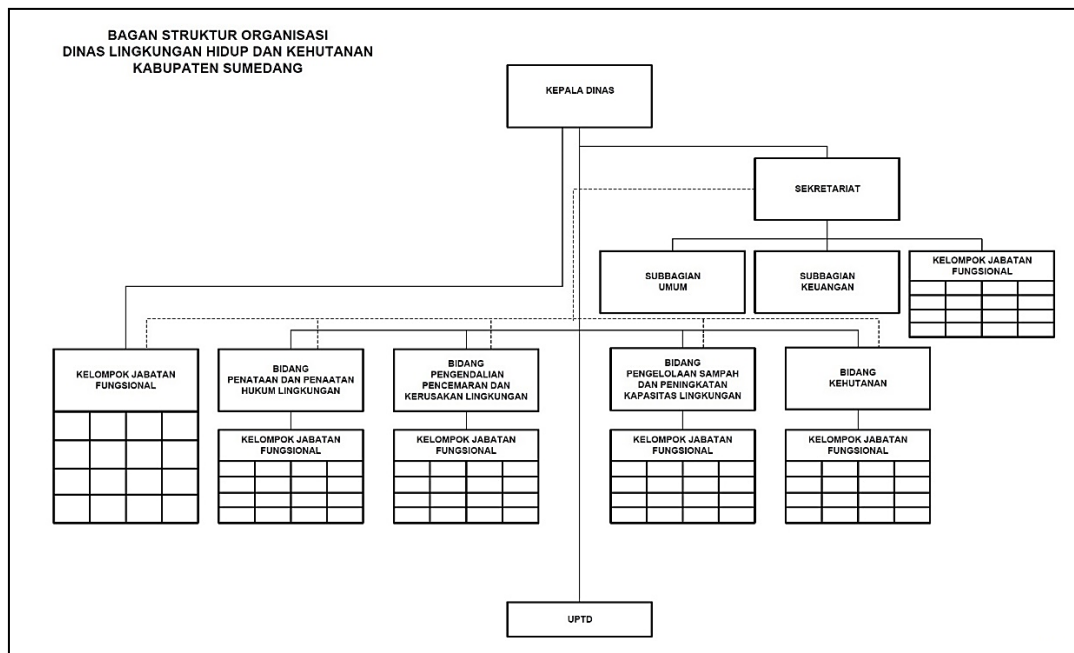 BAGAN STRUKTUR ORGANISASI
DINAS LINGKUNGAN HIDUP DAN KEHUTANAN
KABUPATEN SUMEDANG
KEPALA DINAS
SEKRETARIAT
SUBBAGIAN
UMUM
SUBBAGIAN
KEUANGAN
KELOMPOK JABATAN
FUNGSIONAL
KELOMPOK JABATAN
FUNGSIONAL
BIDANG
PENATAAN DAN PENAATAN
HUKUM LINGKUNGAN
BIDANG
PENGENDALIAN
PENCEMARAN DAN
KERUSAKAN LINGKUNGAN
BIDANG
PENGELOLAAN SAMPAH
DAN PENINGKATAN
KAPASITAS LINGKUNGAN
BIDANG
KEHUTANAN
KELOMPOK JABATAN
FUNGSIONAL
KELOMPOK JABATAN
FUNGSIONAL
KELOMPOK JABATAN
FUNGSIONAL
KELOMPOK JABATAN
FUNGSIONAL
UPTD